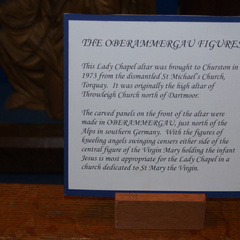 THE OBERAMMERGAU FIGURES
This Lady Chapel altar was brought to Churston in
1973 from the dismantled St Michael's Church,
Torquay. It was originally the high altar of
Throwleigh Church north of Dartmoor.
The carved panels on the front of the altar were
made in OBERAMMERGAU, just north of the
Alps in southern Germany. With the figures of
kneeling angels swinging censers either side of the
central figure of the Virgin Mary holding the infant
Jesus is most appropriate for the Lady Chapel in a
church dedicated to St Mary the Virgin.